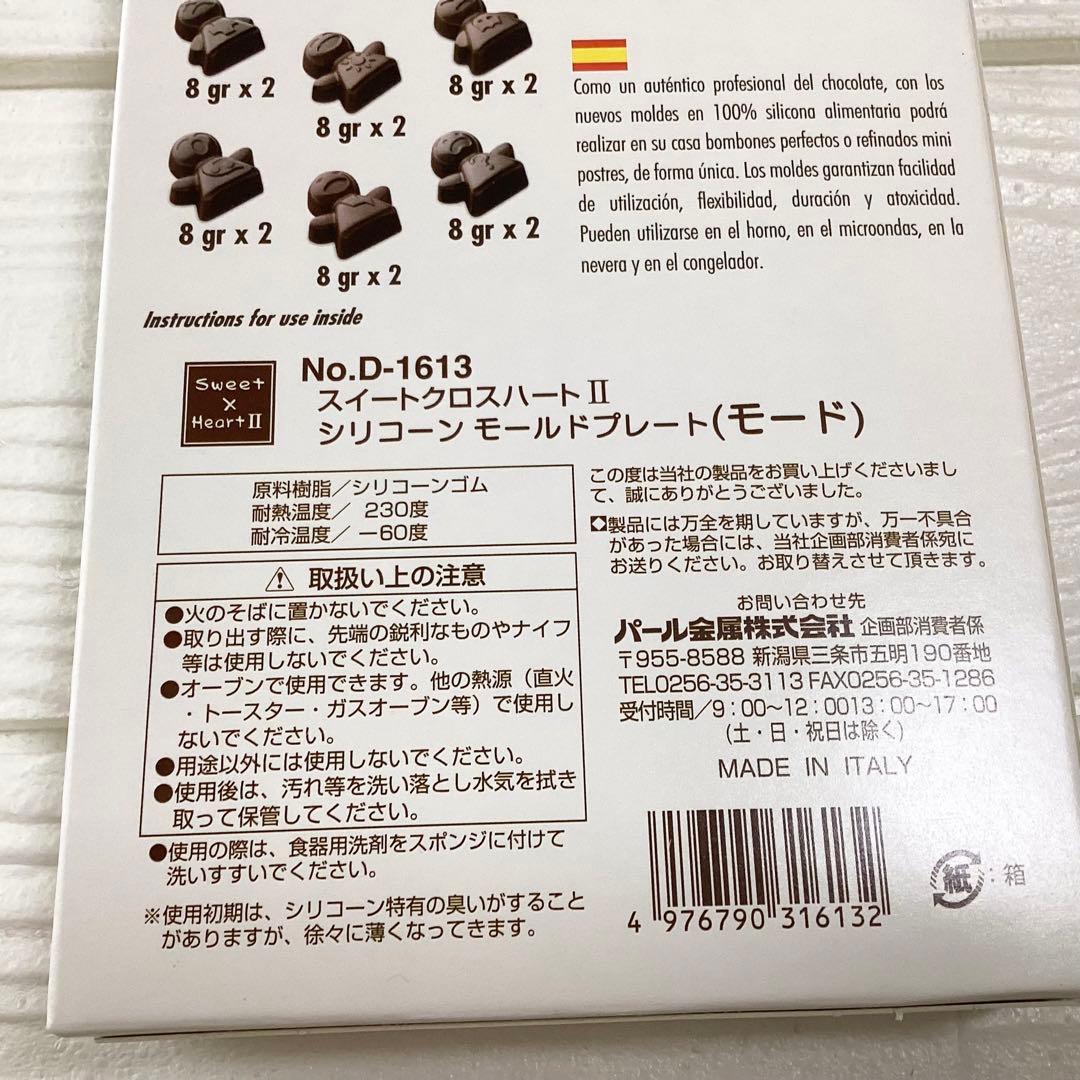 8 gr x 2
8 gr x 2
8 gr x 2
8 gr x 2
8 gr x 2
8 gr x 2
Como un auténtico profesional del chocolate, con los
nuevos moldes en 100% silicona alimentaria podrá
realizar en su casa bombones perfectos o refinados mini
postres, de forma única. Los moldes garantizan facilidad
de utilización, flexibilidad, duración y atoxicidad.
Pueden utilizarse en el horno, en el microondas, en la
nevera y en el congelador.
Instructions for use inside
Sweet
×
Heart II
No.D-1613
スイートクロスハートⅡ
シリコーン モールドプレート(モード)
原料樹脂／シリコーンゴム
耐熱温度／ 230度
耐冷温度／ －60度
⚠ 取扱い上の注意
●火のそばに置かないでください。
●取り出す際に、先端の鋭利なものやナイフ
等は使用しないでください。
●オーブンで使用できます。他の熱源（直火
・トースター・ガスオーブン等）で使用し
ないでください。
●用途以外には使用しないでください。
●使用後は、汚れ等を洗い落とし水気を拭き
取って保管してください。
●使用の際は、食器用洗剤をスポンジに付けて
洗いすすいでください。
※使用初期は、シリコーン特有の臭いがすること
がありますが、徐々に薄くなってきます。
この度は当社の製品をお買い上げくださいまし
て、誠にありがとうございました。
◆製品には万全を期していますが、万一不具合
があった場合には、当社企画部消費者係宛に
お送りください。お取り替えさせて頂きます。
お問い合わせ先
パール金属株式会社 企画部消費者係
〒955-8588 新潟県三条市五明190番地
TEL0256-35-3113 FAX0256-35-1286
受付時間／9：00～12：0013：00～17：00
(土・日・祝日は除く)
MADE IN ITALY
4 976790 316132
紙：箱